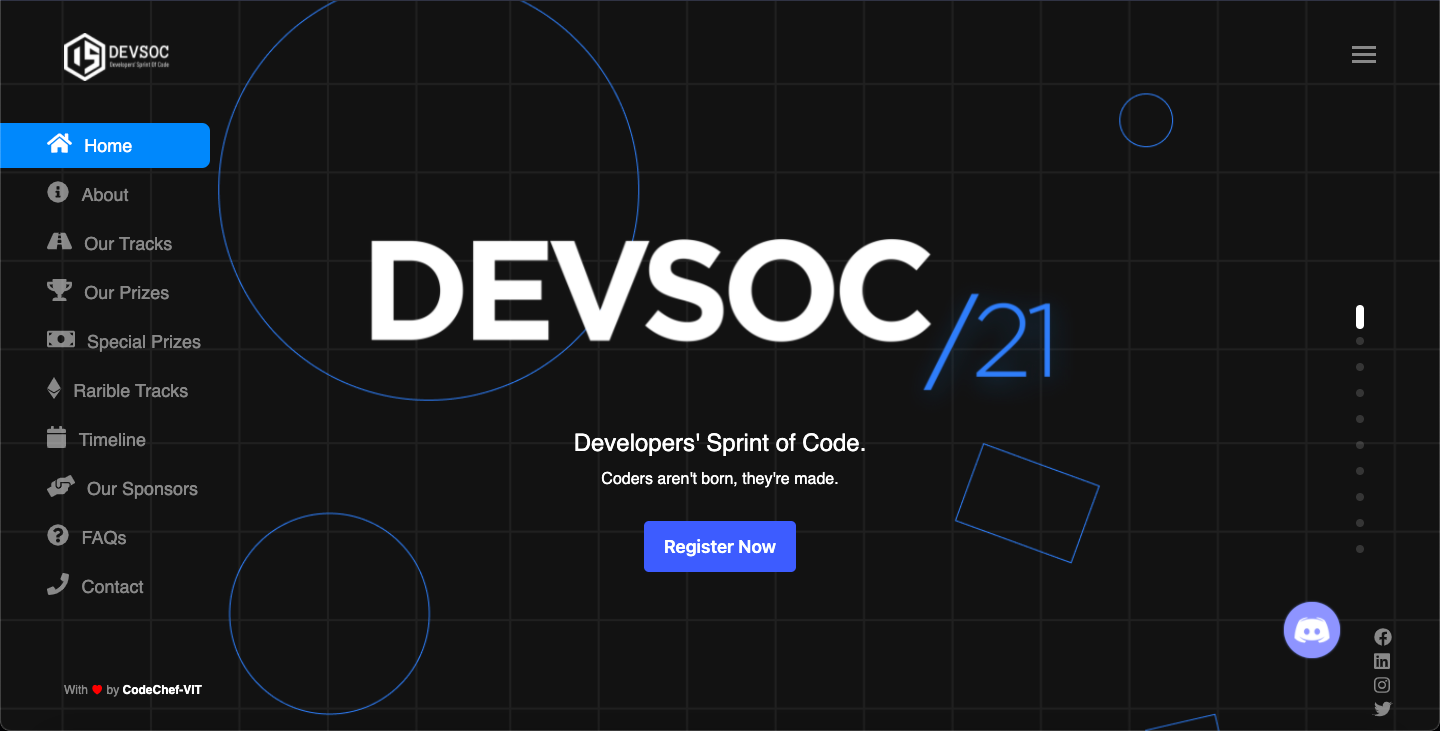 DEVSOC
Developers' Sprint Of Code
Home
About
Our Tracks
Our Prizes
Special Prizes
Rarible Tracks
Timeline
Our Sponsors
FAQs
Contact
With by CodeChef-VIT
DEVSOC/21
Developers' Sprint of Code.
Coders aren't born, they're made.
Register Now